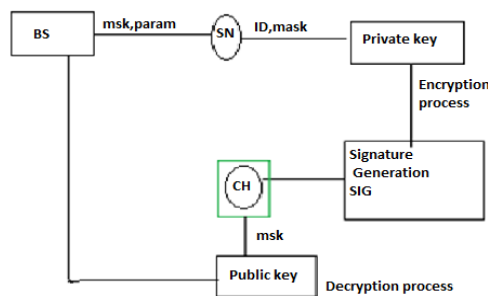 BS
msk,param
SN
ID,mask
Private key
Encryption
process
Signature
Generation
SIG
CH
msk
Public key
Decryption process